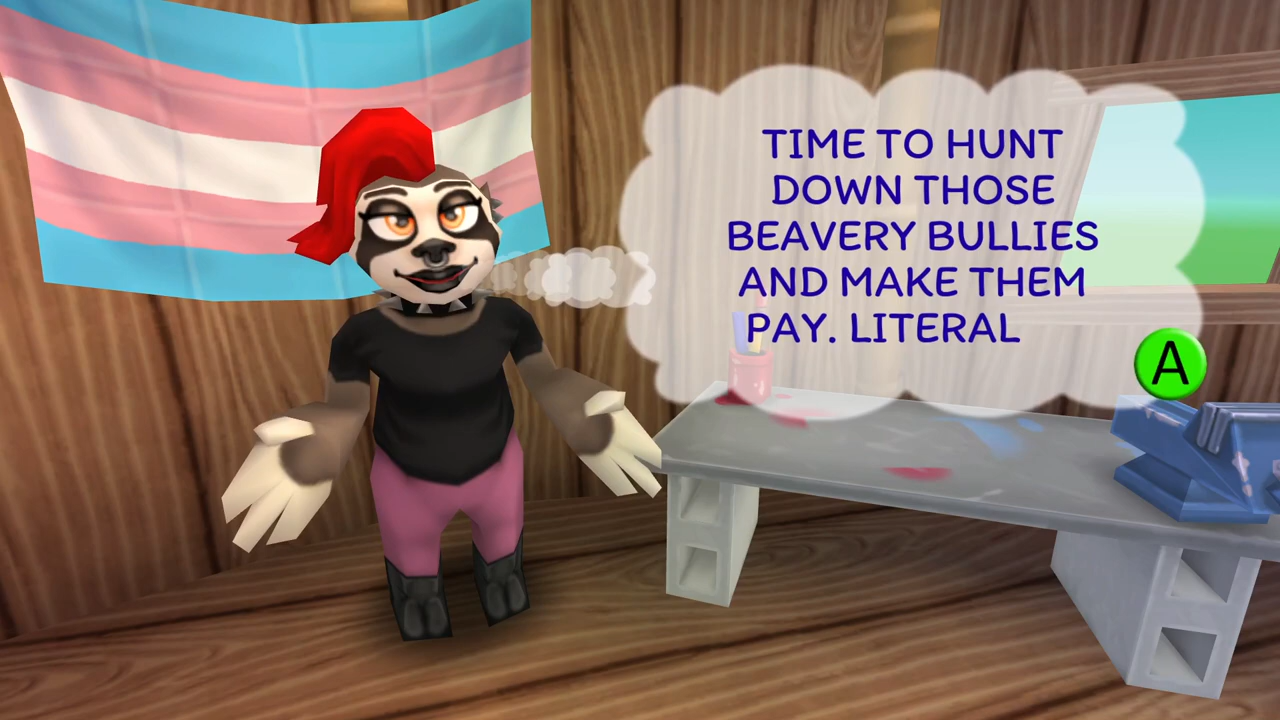 TIME TO HUNT
DOWN THOSE
BEAVERY BULLIES
AND MAKE THEM
PAY. LITERAL
A